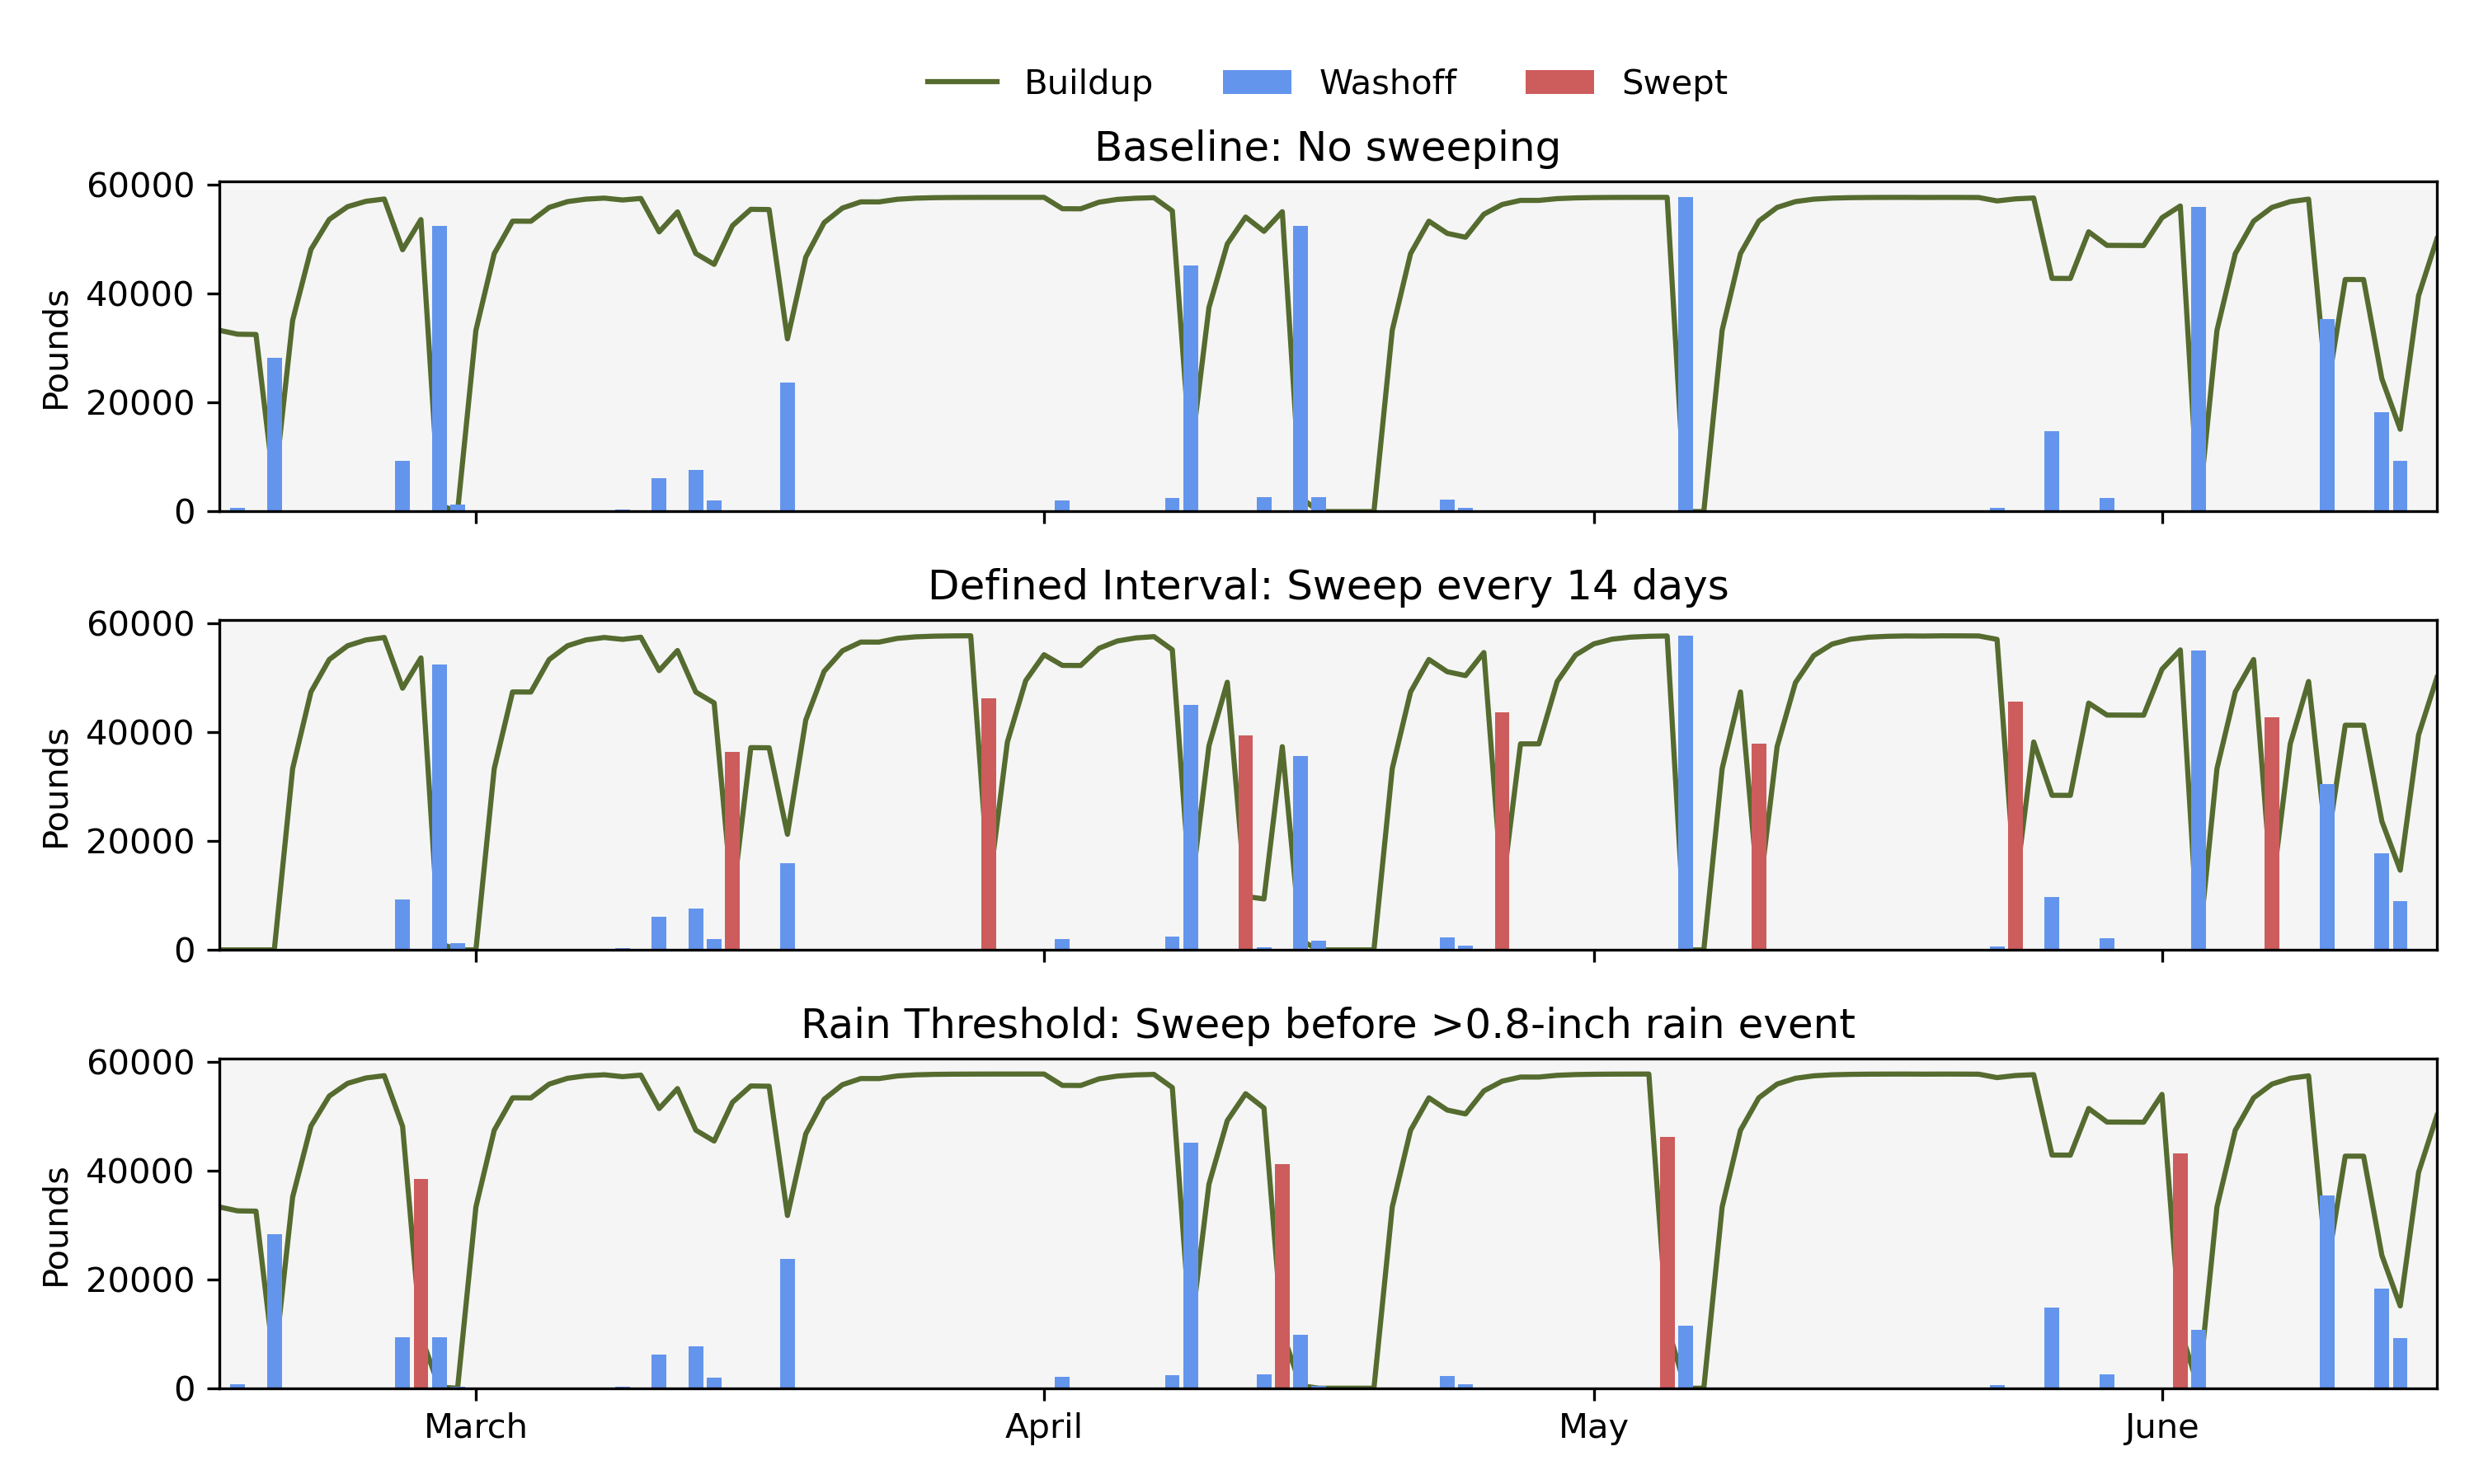 Buildup Washoff Swept
Baseline: No sweeping
60000
40000
20000
0
Pounds
Defined Interval: Sweep every 14 days
60000
40000
20000
0
Pounds
Rain Threshold: Sweep before >0.8-inch rain event
60000
40000
20000
0
Pounds
March April May June